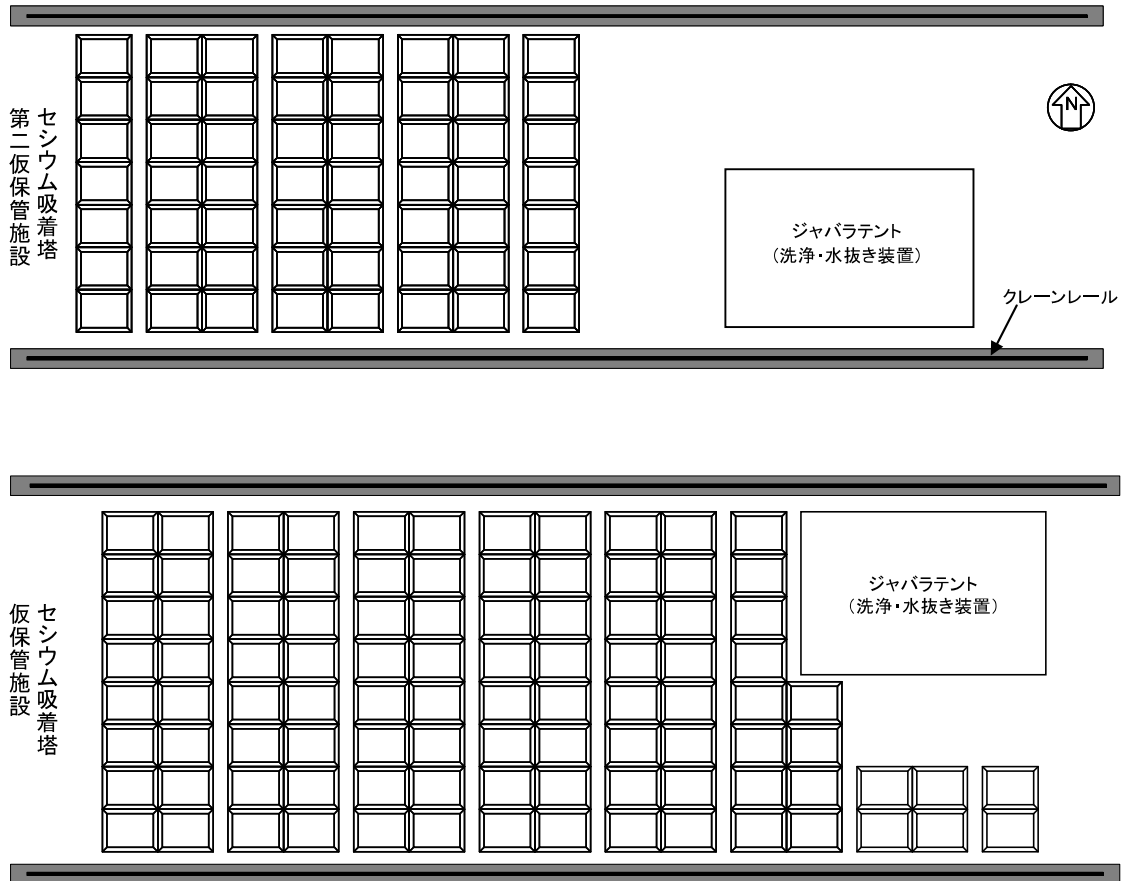 セシウム吸着塔
第二仮保管施設
N
ジャバラテント
(洗浄・水抜き装置)
クレーンレール
セシウム吸着塔
仮保管施設
ジャバラテント
(洗浄・水抜き装置)